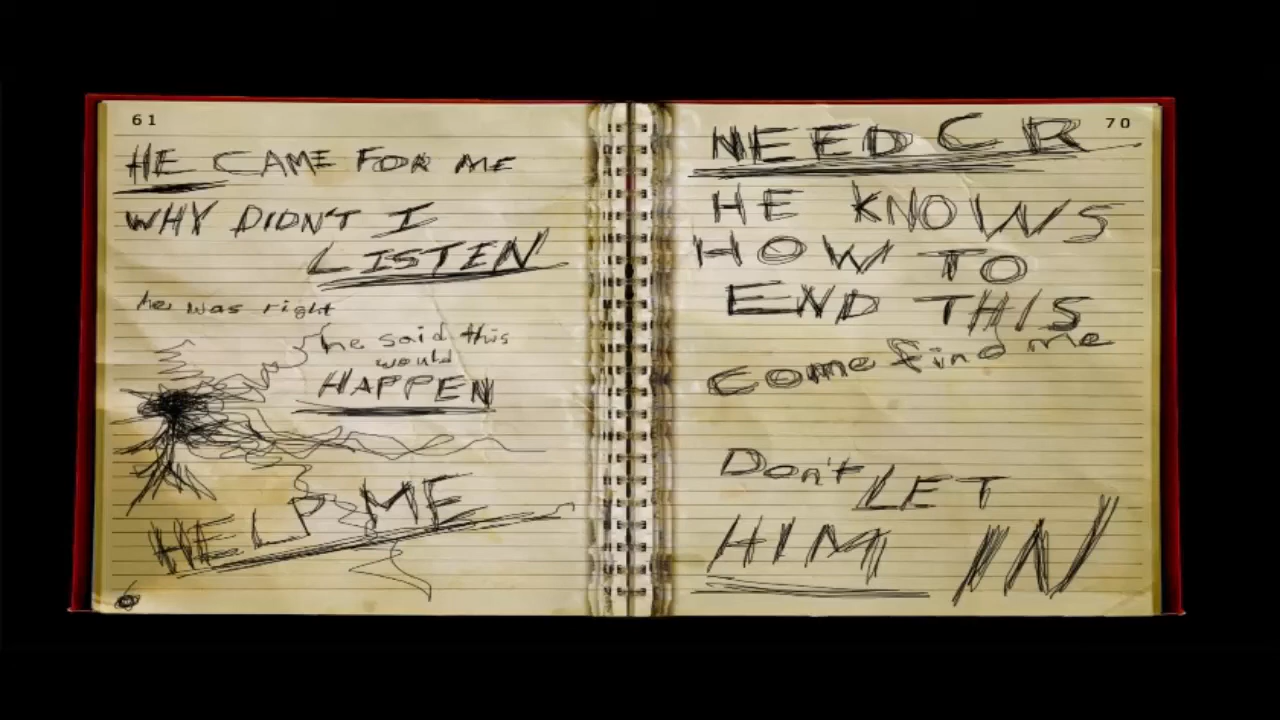 61
HE CAME FOR ME
WHY DIDN'T I
LISTEN
he was right
he said this
would
HAPPEN
HELP ME
70
NEED CR
HE KNOWS
HOW TO
END THIS
come find me
Don't LET
HIM IN